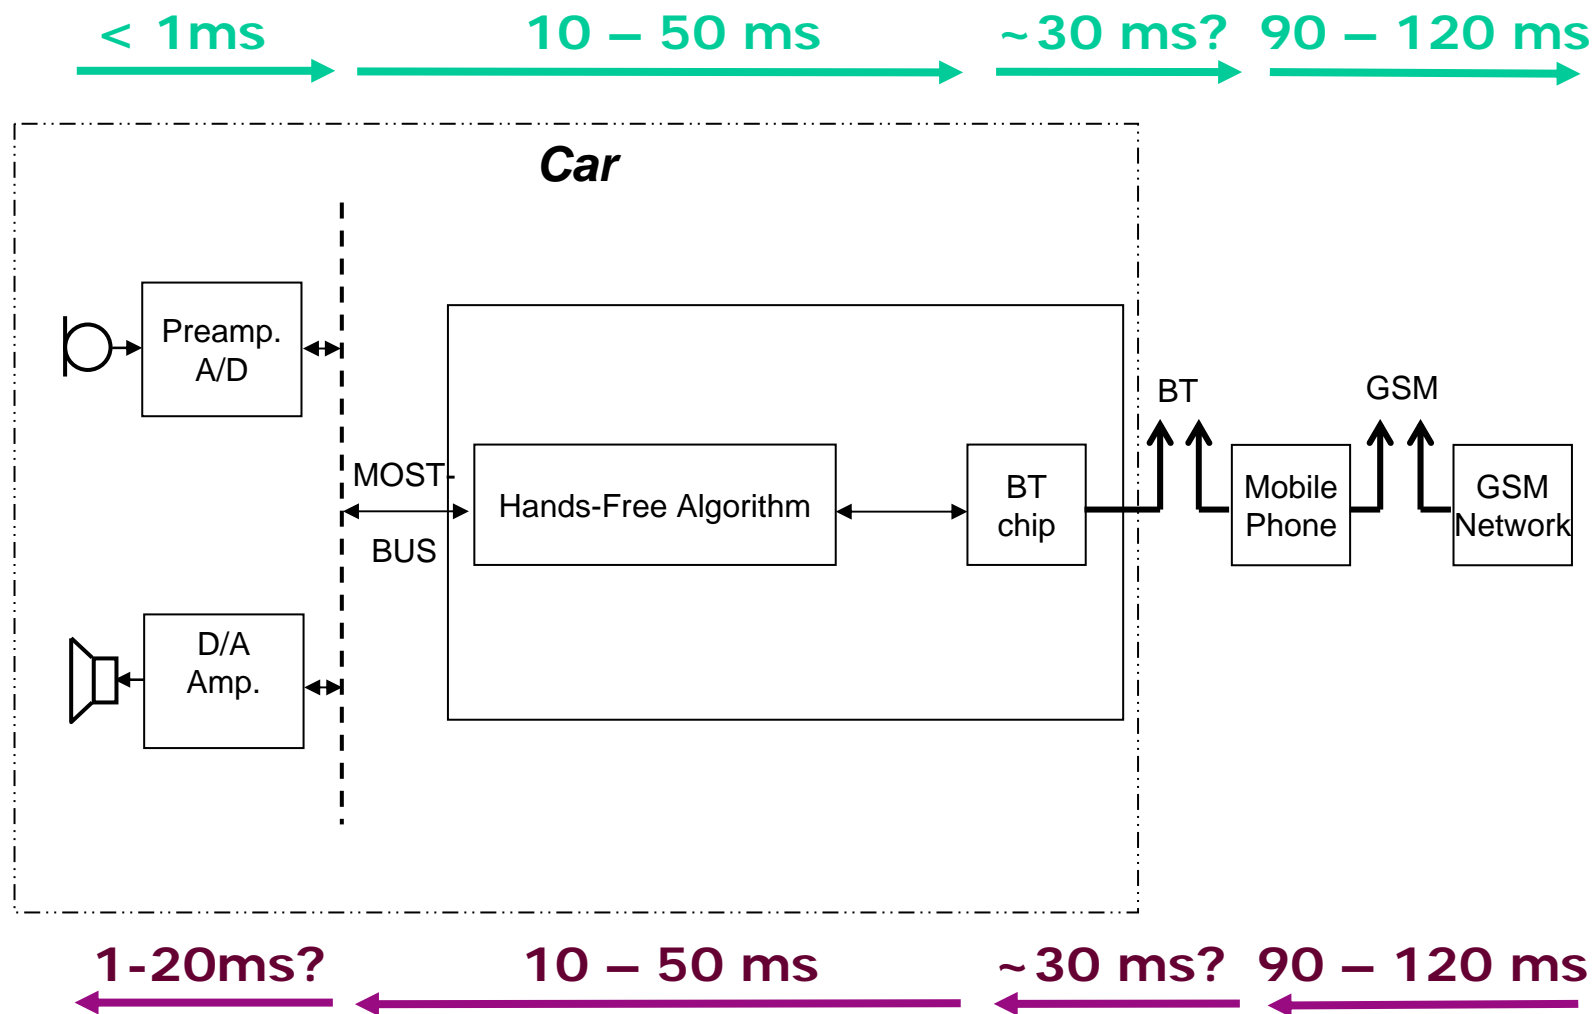 < 1ms
10 – 50 ms
~30 ms?
90 – 120 ms
Car
Preamp.
A/D
BT
GSM
MOST-
BUS
Hands-Free Algorithm
BT
chip
Mobile
Phone
GSM
Network
D/A
Amp.
1-20ms?
10 – 50 ms
~30 ms?
90 – 120 ms